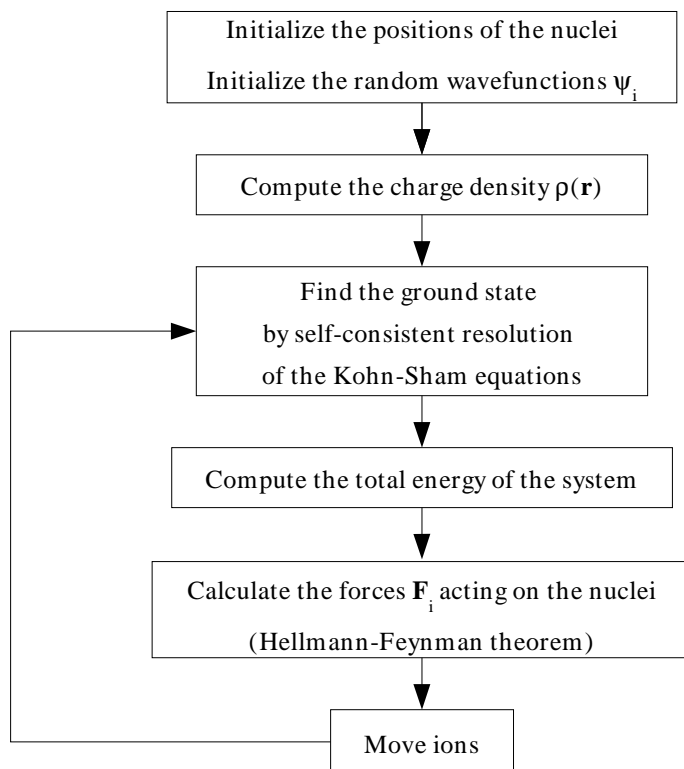 Initialize the positions of the nuclei
Initialize the random wavefunctions ψi
Compute the charge density ρ(r)
Find the ground state
by self-consistent resolution
of the Kohn-Sham equations
Compute the total energy of the system
Calculate the forces Fi acting on the nuclei
(Hellmann-Feynman theorem)
Move ions